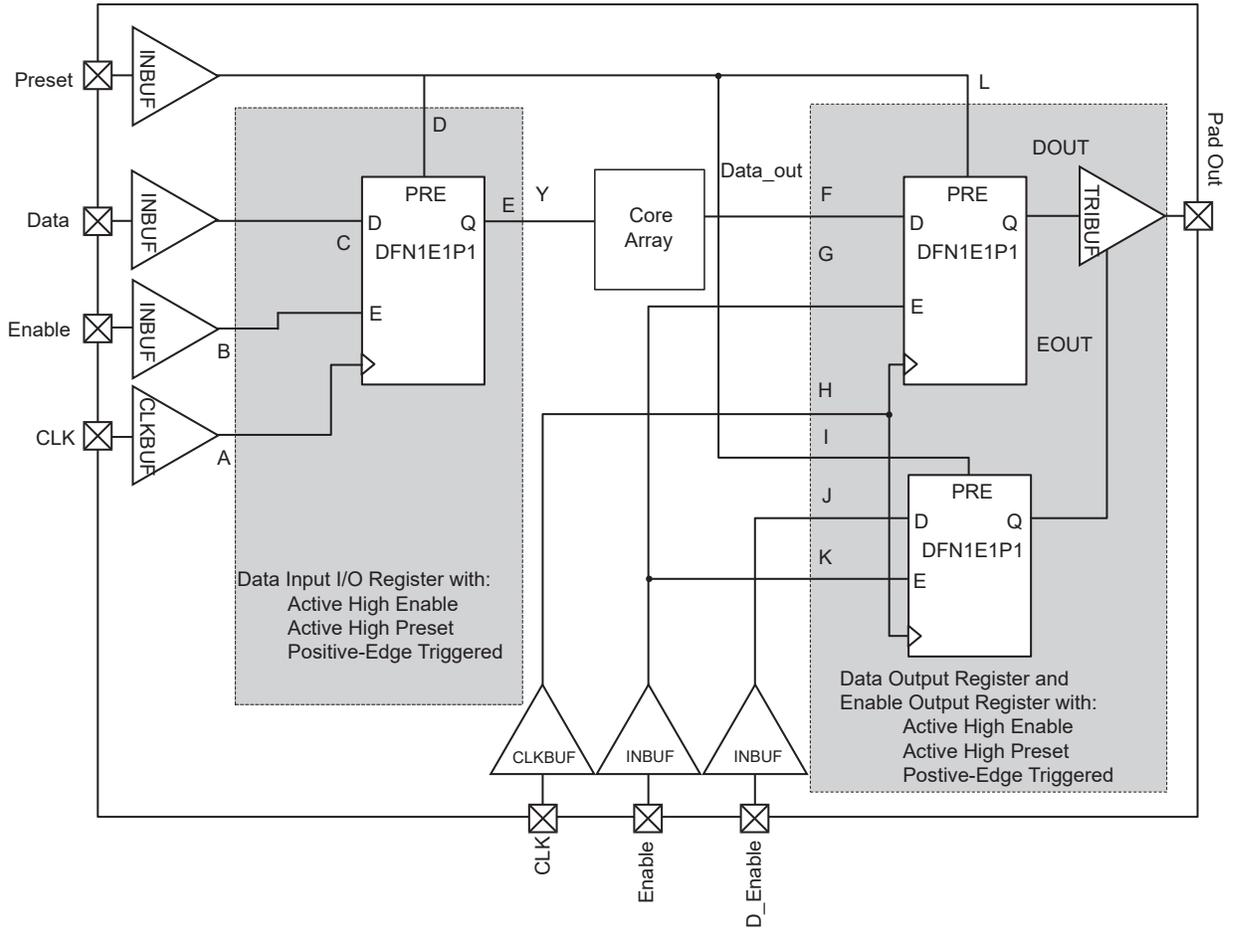 Preset
INBUF
L
D
Pad Out
DOUT
Data
INBUF
PRE
D
Q
DFN1E1P1
C
E
E
Y
Core
Array
Data_out
F
G
PRE
D
Q
DFN1E1P1
E
TRIBUF
EOUT
Enable
INBUF
B
CLK
CLKBUF
A
H
I
J
K
PRE
D
Q
DFN1E1P1
E
Data Input I/O Register with:
Active High Enable
Active High Preset
Positive-Edge Triggered
Data Output Register and
Enable Output Register with:
Active High Enable
Active High Preset
Postive-Edge Triggered
CLKBUF
INBUF
INBUF
CLK
Enable
D_Enable